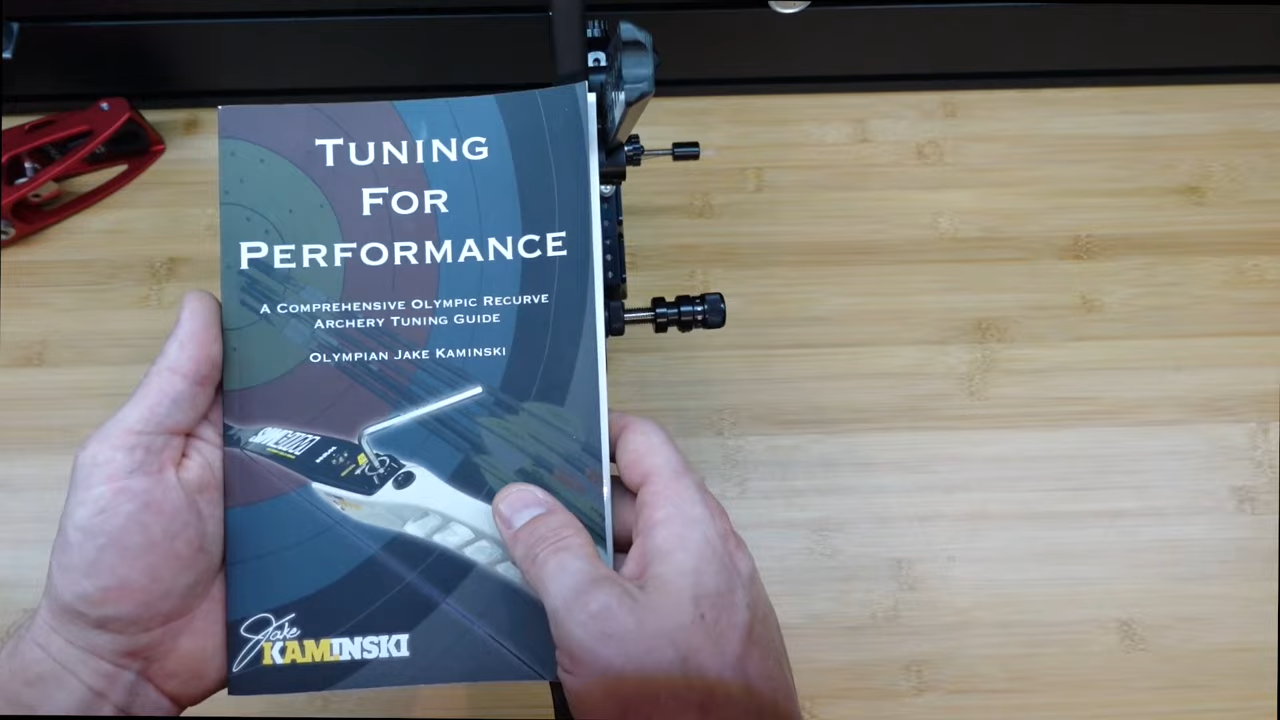 TUNING
FOR
PERFORMANCE
A COMPREHENSIVE OLYMPIC RECURVE
ARCHERY TUNING GUIDE
OLYMPIAN JAKE KAMINSKI
Jake
KAMINSKI